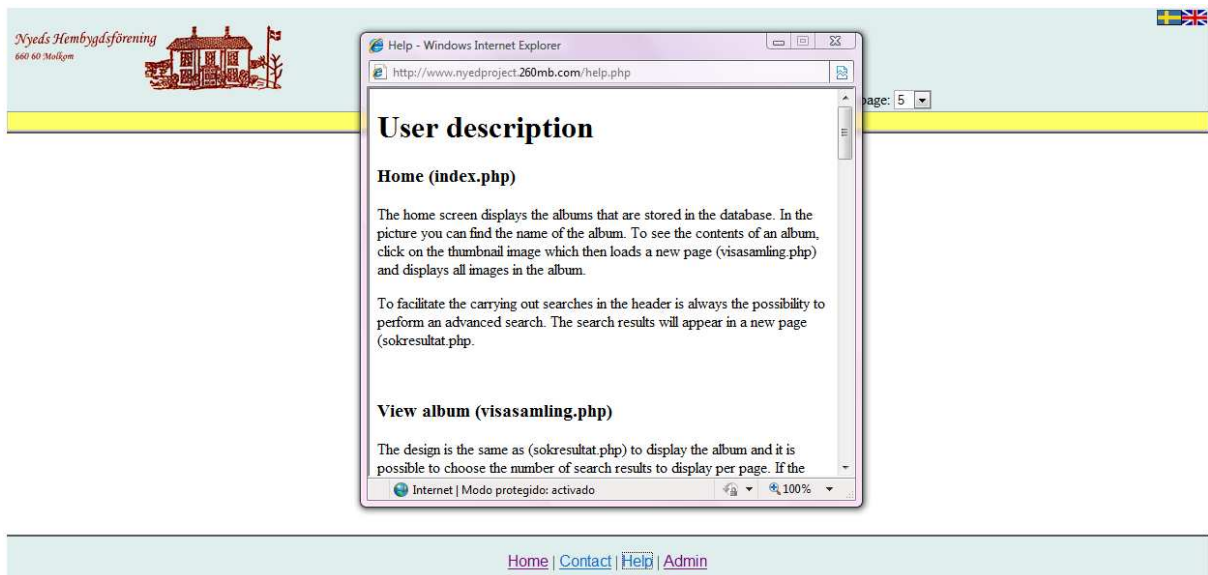 Nyeds Hembygdsförening
660 60 Molkom
page: 5
Help - Windows Internet Explorer
http://www.nyedproject.260mb.com/help.php
User description
Home (index.php)
The home screen displays the albums that are stored in the database. In the
picture you can find the name of the album. To see the contents of an album,
click on the thumbnail image which then loads a new page (visasamling.php)
and displays all images in the album.
To facilitate the carrying out searches in the header is always the possibility to
perform an advanced search. The search results will appear in a new page
(sokresultat.php.
View album (visasamling.php)
The design is the same as (sokresultat.php) to display the album and it is
possible to choose the number of search results to display per page. If the
Internet | Modo protegido: activado
100%
Home | Contact | Help | Admin